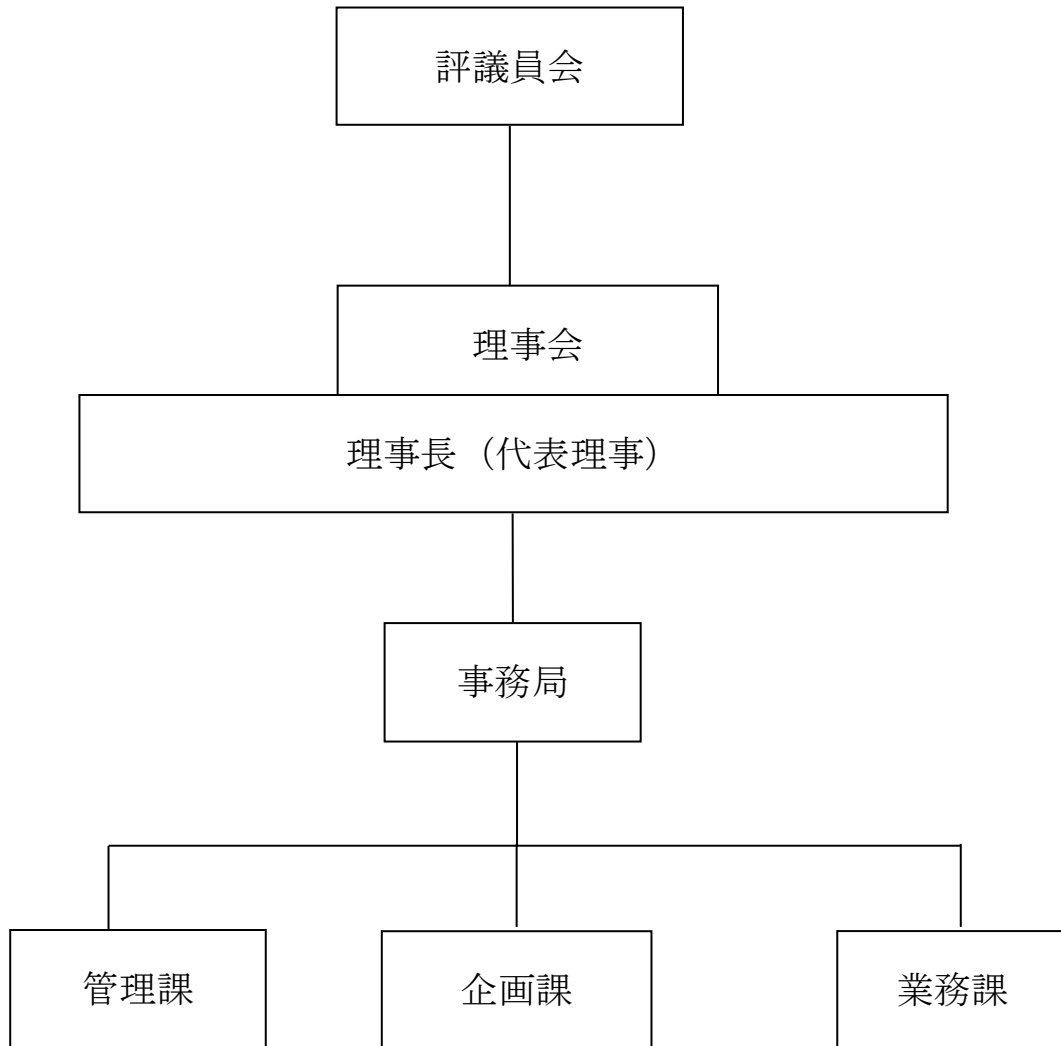 評議員会
理事会
理事長（代表理事）
事務局
管理課
企画課
業務課